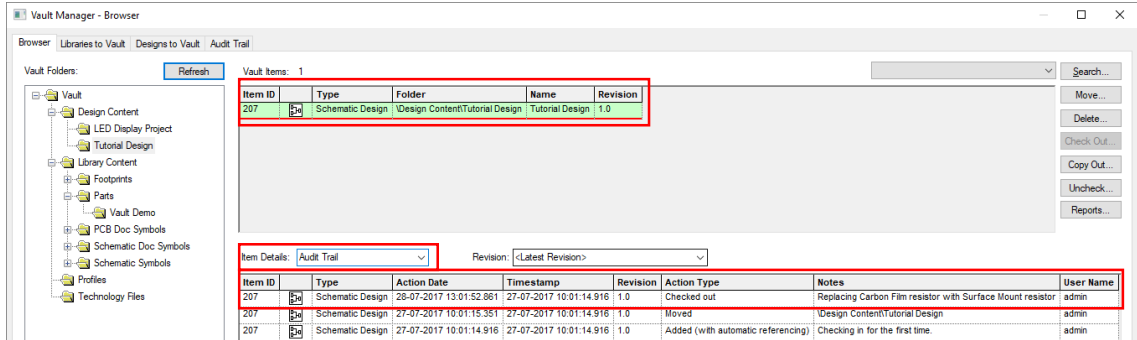 Vault Manager - Browser
Browser Libraries to Vault Designs to Vault Audit Trail
Vault Folders: Refresh Vault Items: 1 Search...
Vault
Design Content
LED Display Project
Tutorial Design
Library Content
Footprints
Parts
Vault Demo
PCB Doc Symbols
Schematic Doc Symbols
Schematic Symbols
Profiles
Technology Files
Item ID Type Folder Name Revision
207 Schematic Design \Design Content\Tutorial Design Tutorial Design 1.0
Move...
Delete...
Check Out...
Copy Out...
Uncheck...
Reports...
Item Details: Audit Trail Revision: <Latest Revision>
Item ID Type Action Date Timestamp Revision Action Type Notes User Name
207 Schematic Design 28-07-2017 13:01:52.861 27-07-2017 10:01:14.916 1.0 Checked out Replacing Carbon Film resistor with Surface Mount resistor admin
207 Schematic Design 27-07-2017 10:01:15.351 27-07-2017 10:01:14.916 1.0 Moved \Design Content\Tutorial Design admin
207 Schematic Design 27-07-2017 10:01:14.916 27-07-2017 10:01:14.916 1.0 Added (with automatic referencing) Checking in for the first time. admin